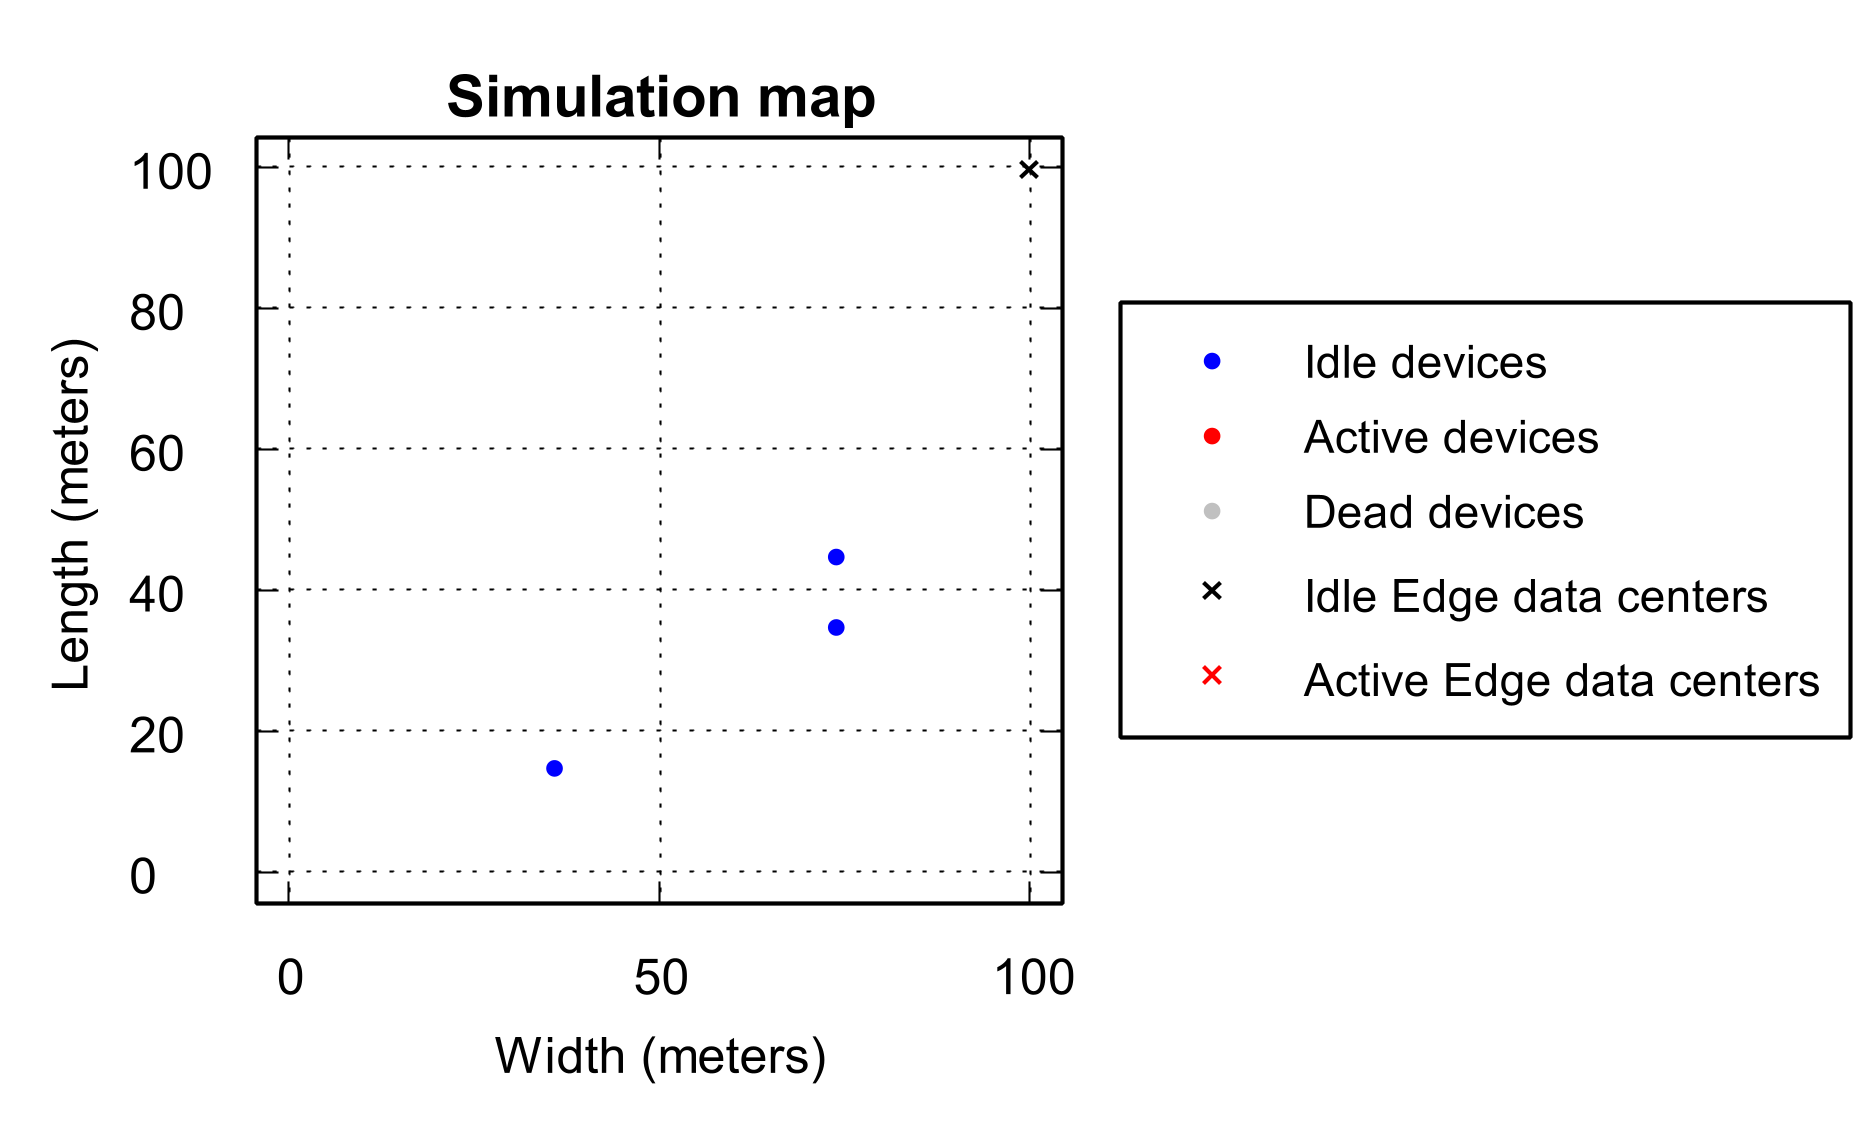 Simulation map
100
80
60
40
20
0
Length (meters)
0 50 100
Width (meters)
Idle devices
Active devices
Dead devices
Idle Edge data centers
Active Edge data centers